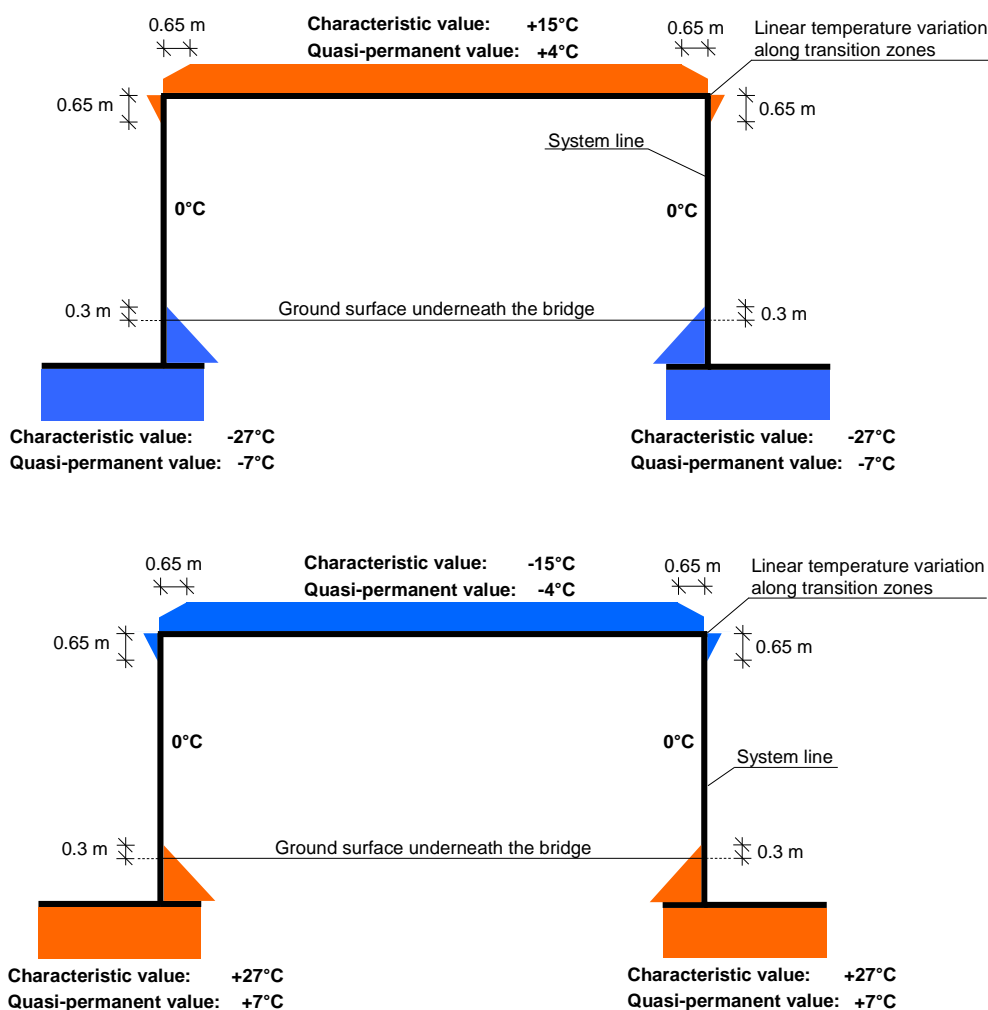 0.65 m Characteristic value: +15°C 0.65 m Linear temperature variation
Quasi-permanent value: +4°C along transition zones
0.65 m 0.65 m
System line
0°C 0°C
0.3 m Ground surface underneath the bridge 0.3 m
Characteristic value: -27°C Characteristic value: -27°C
Quasi-permanent value: -7°C Quasi-permanent value: -7°C
0.65 m Characteristic value: -15°C 0.65 m Linear temperature variation
Quasi-permanent value: -4°C along transition zones
0.65 m 0.65 m
0°C 0°C
System line
0.3 m Ground surface underneath the bridge 0.3 m
Characteristic value: +27°C Characteristic value: +27°C
Quasi-permanent value: +7°C Quasi-permanent value: +7°C